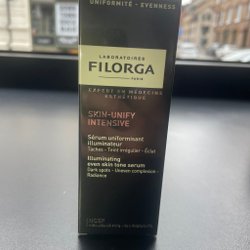 UNIFORMITÉ - EVENNESS
LABORATOIRES
FILORGA
PARIS
EXPERT EN MÉDECINE
ESTHÉTIQUE
SKIN-UNIFY
INTENSIVE
Sérum uniformisant
illuminateur
Taches - Teint irrégulier - Éclat
Illuminating
even skin tone serum
Dark spots - Uneven complexion -
Radiance